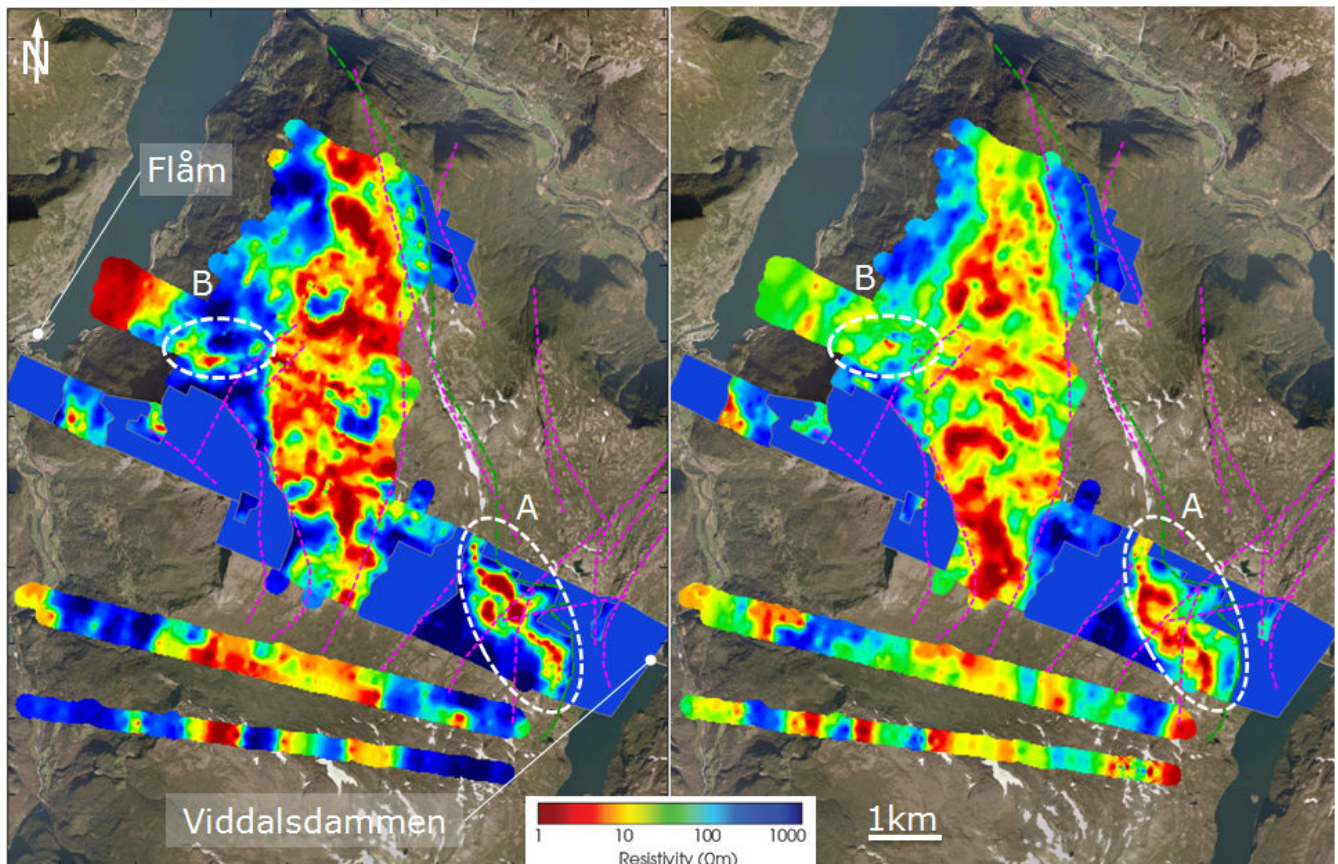 N
Flåm
B
A
Viddalsdammen
1 10 100 1000
Resistivity (Ωm)
B
A
1km